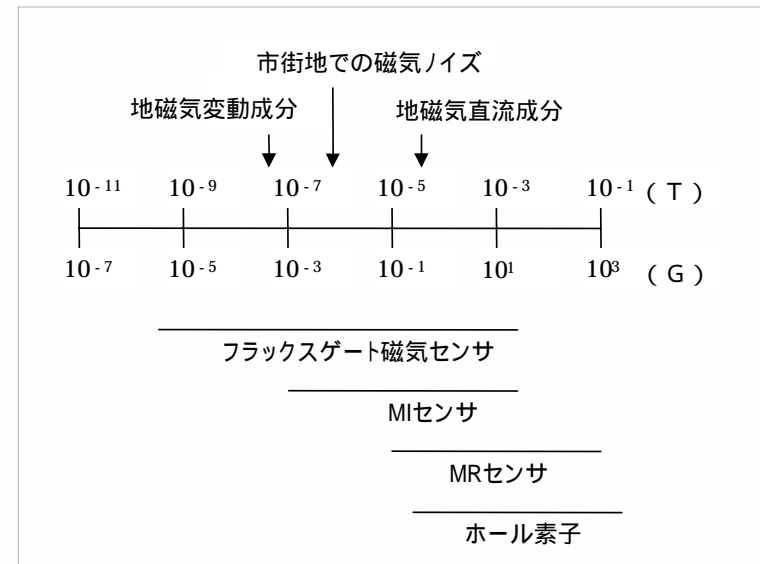 市街地での磁気ノイズ
地磁気変動成分 地磁気直流成分
10⁻¹¹ 10⁻⁹ 10⁻⁷ 10⁻⁵ 10⁻³ 10⁻¹ (T)
10⁻⁷ 10⁻⁵ 10⁻³ 10⁻¹ 10¹ 10³ (G)
フラックスゲート磁気センサ
MIセンサ
MRセンサ
ホール素子